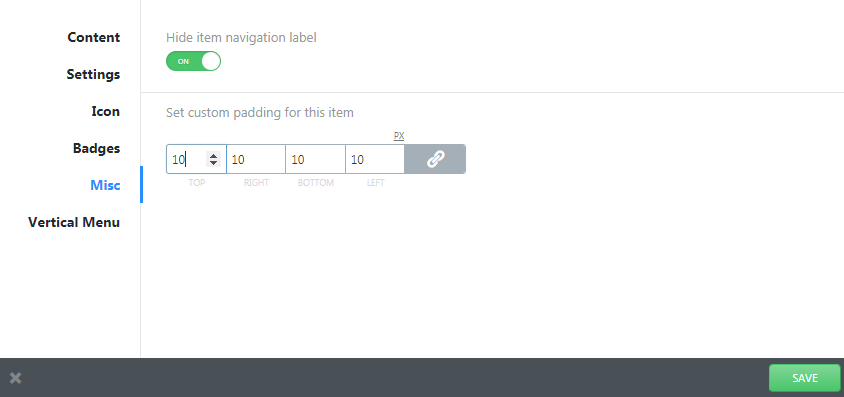 Content
Settings
Icon
Badges
Misc
Vertical Menu
Hide item navigation label
ON
Set custom padding for this item
PX
10 10 10 10
TOP RIGHT BOTTOM LEFT
SAVE